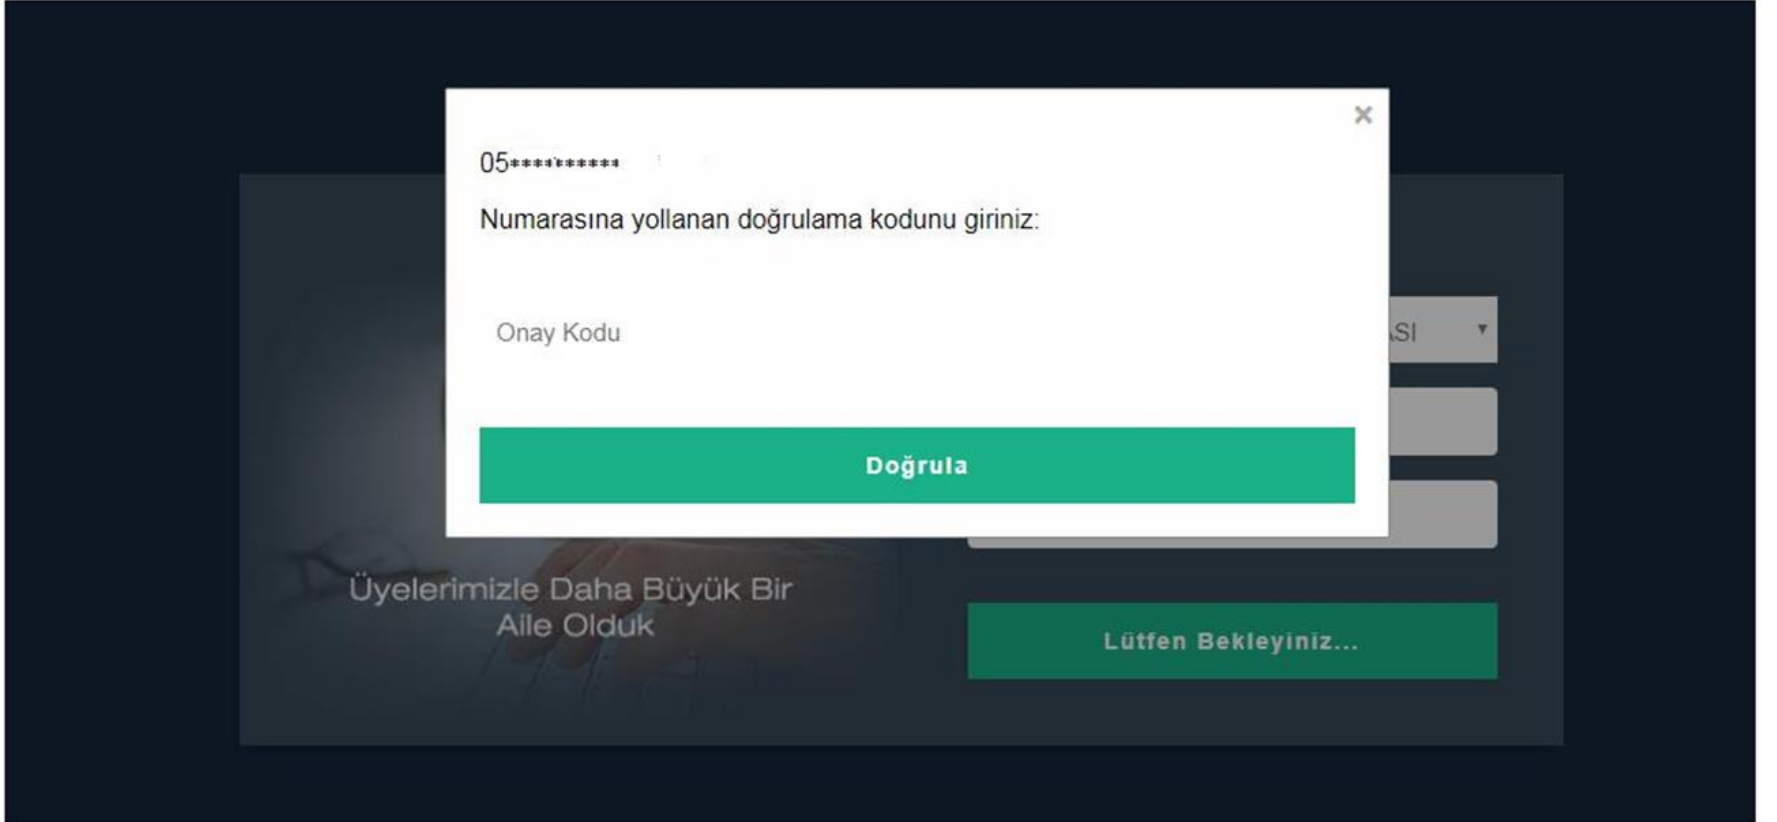 05**********
Numarasına yollanan doğrulama kodunu giriniz:
Onay Kodu
Doğrula
Üyelerimizle Daha Büyük Bir
Aile Olduk
Lütfen Bekleyiniz...